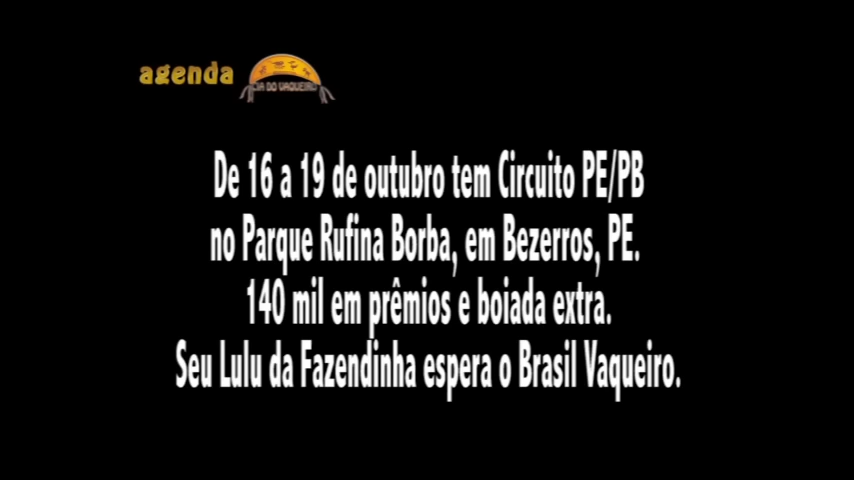 agenda
DO VAQUEIRO
De 16 a 19 de outubro tem Circuito PE/PB
no Parque Rufina Borba, em Bezerros, PE.
140 mil em prêmios e boiada extra.
Seu Lulu da Fazendinha espera o Brasil Vaqueiro.